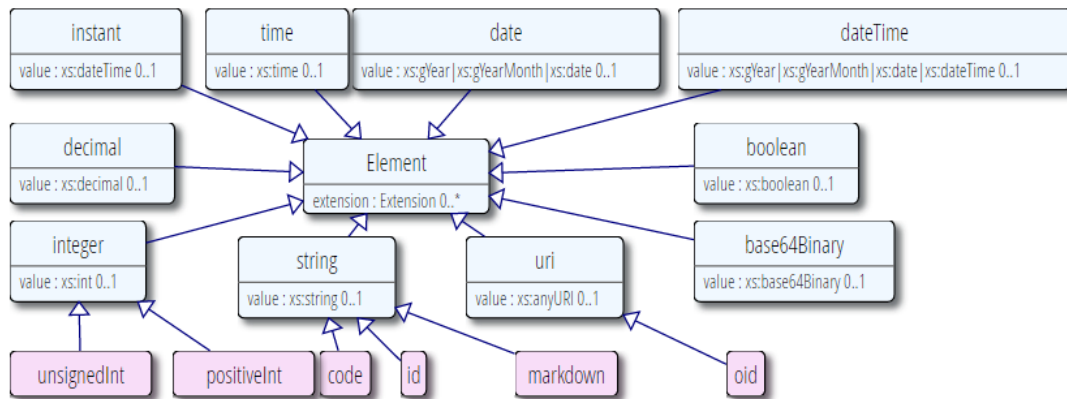 instant
value : xs:dateTime 0..1
time
value : xs:time 0..1
date
value : xs:gYear|xs:gYearMonth|xs:date 0..1
dateTime
value : xs:gYear|xs:gYearMonth|xs:date|xs:dateTime 0..1
decimal
value : xs:decimal 0..1
Element
extension : Extension 0..*
boolean
value : xs:boolean 0..1
integer
value : xs:int 0..1
string
value : xs:string 0..1
uri
value : xs:anyURI 0..1
base64Binary
value : xs:base64Binary 0..1
unsignedInt
positiveInt
code
id
markdown
oid